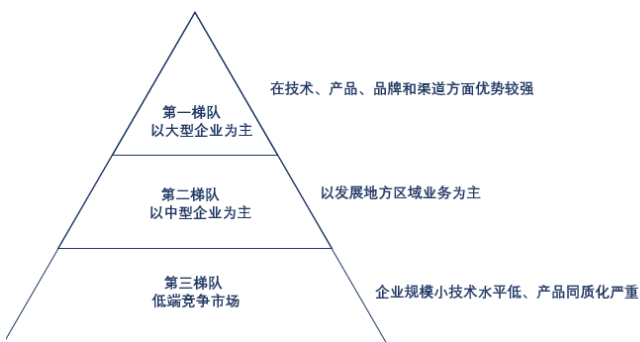 在技术、产品、品牌和渠道方面优势较强
第一梯队
以大型企业为主
第二梯队
以中型企业为主
以发展地方区域业务为主
第三梯队
低端竞争市场
企业规模小技术水平低、产品同质化严重